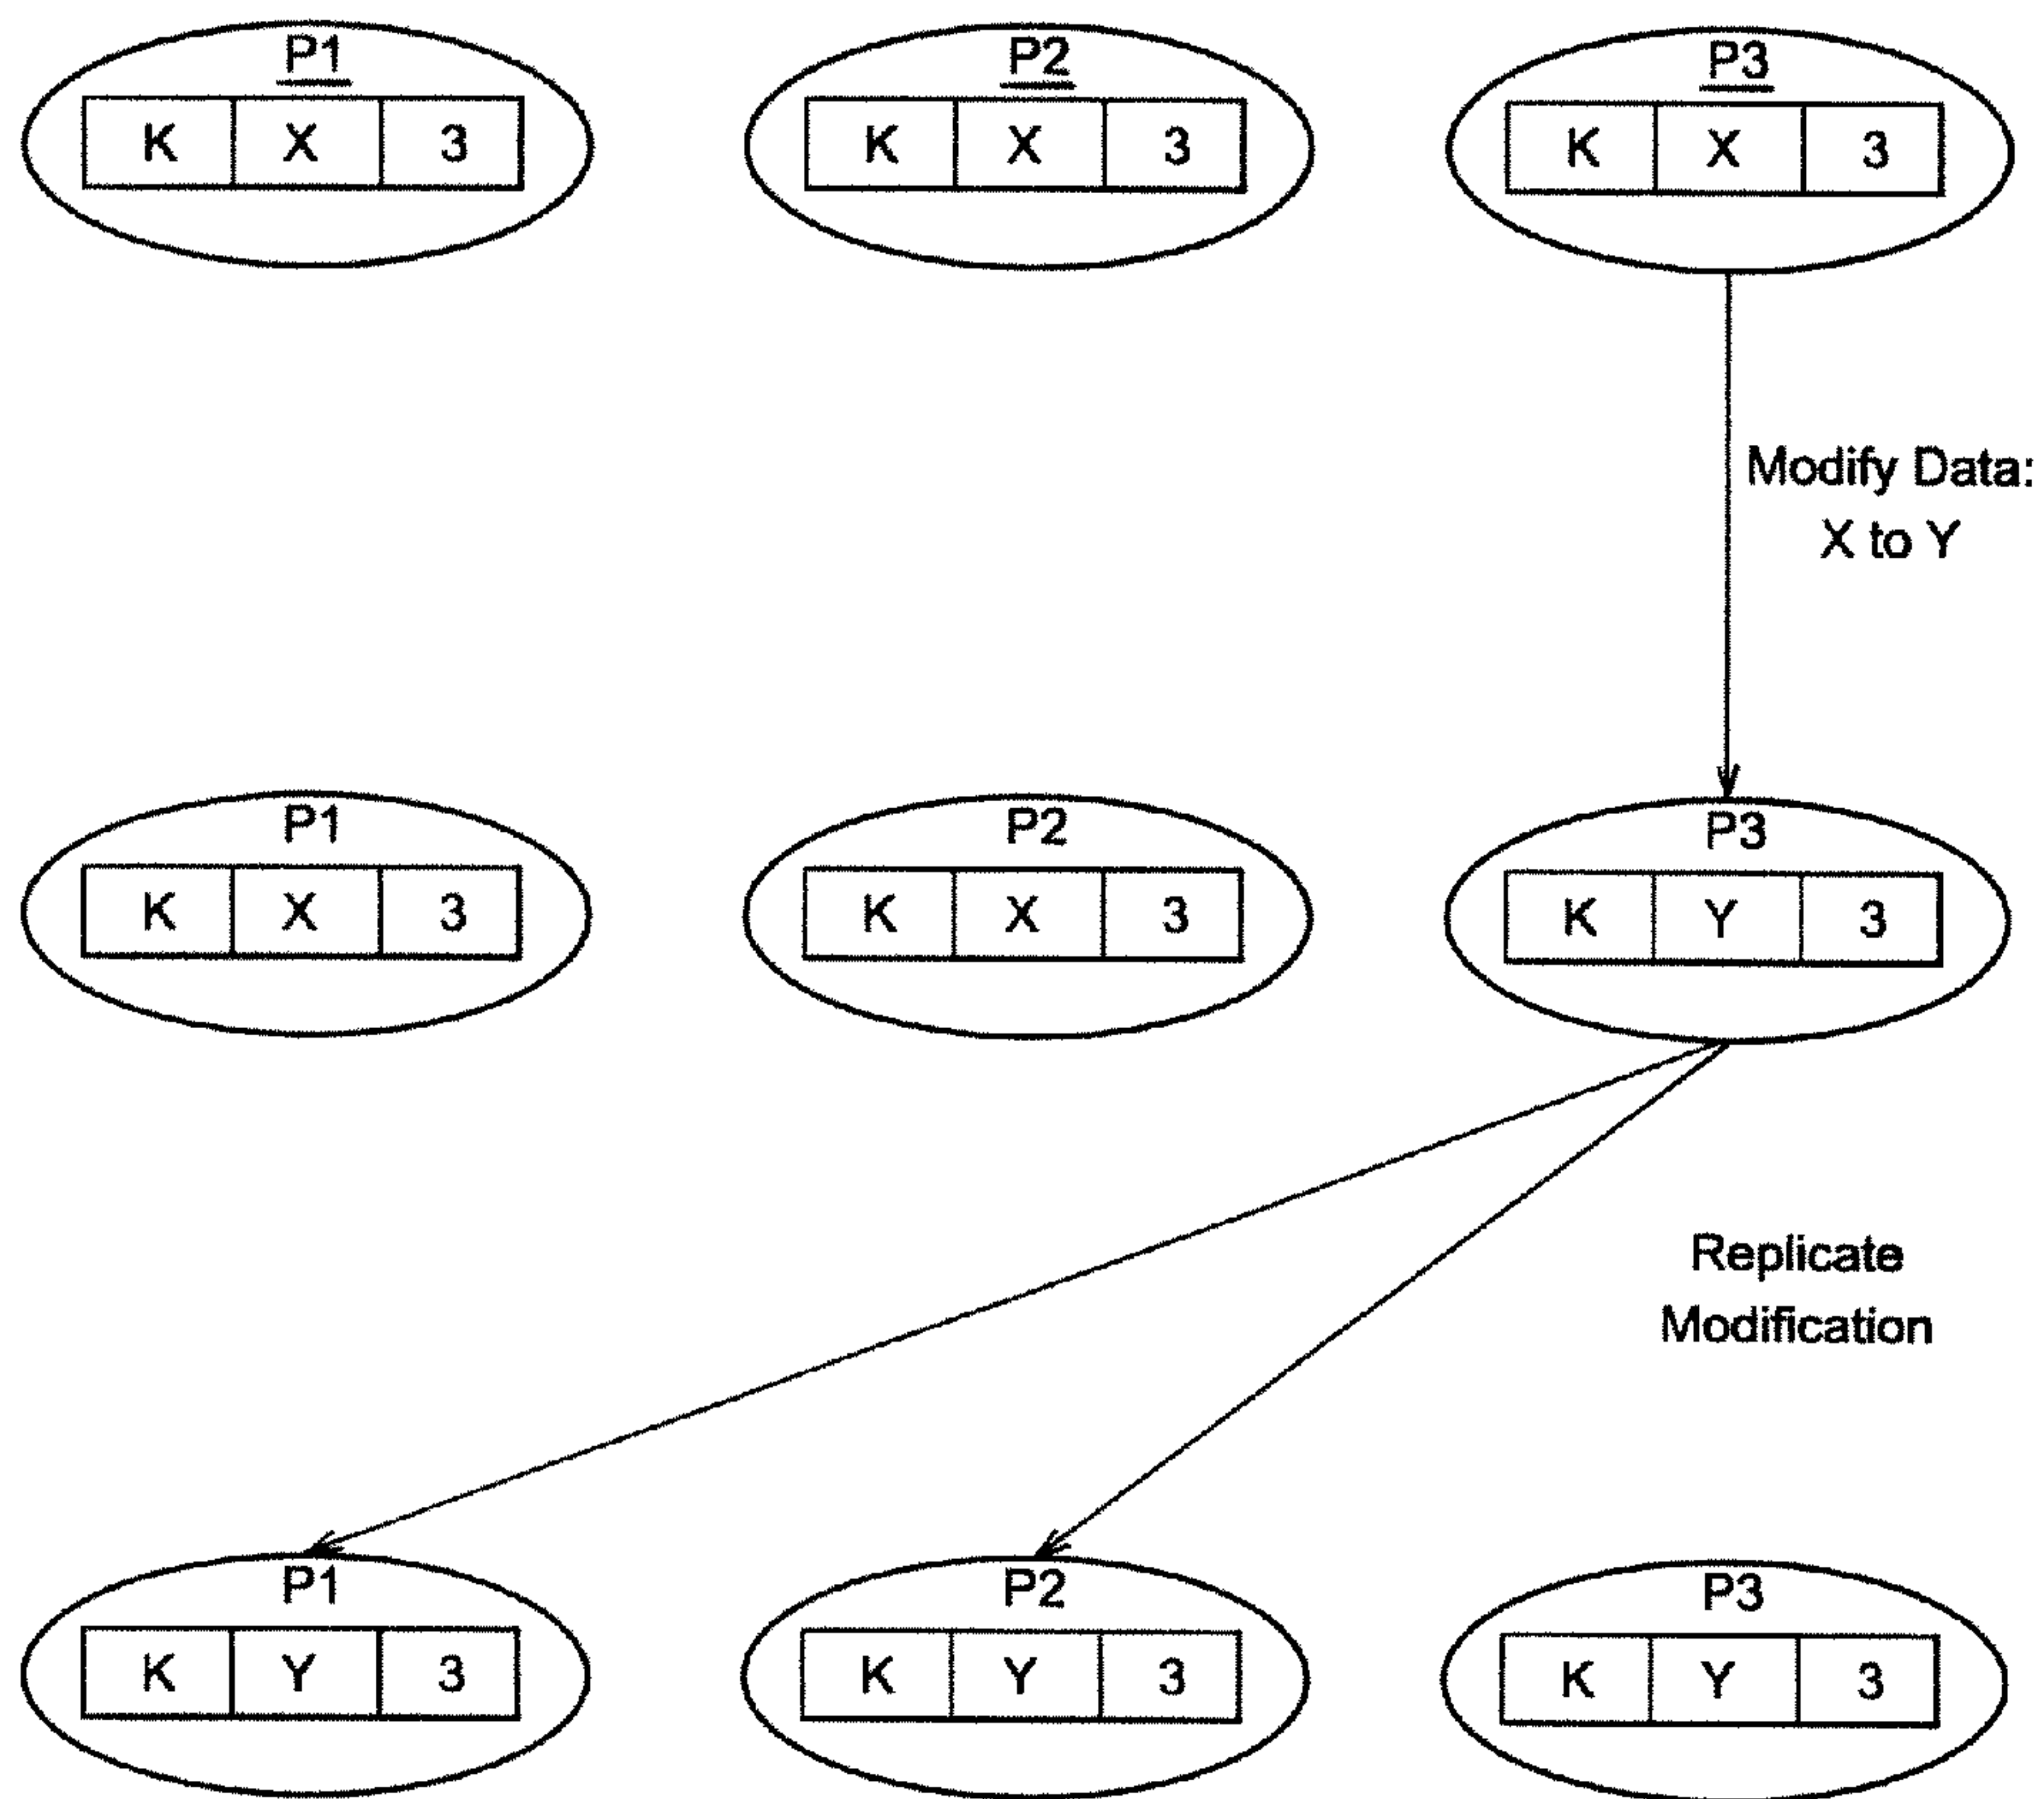 P1 P2 P3
K X 3 K X 3 K X 3
Modify Data:
X to Y
P1 P2 P3
K X 3 K X 3 K Y 3
Replicate
Modification
P1 P2 P3
K Y 3 K Y 3 K Y 3